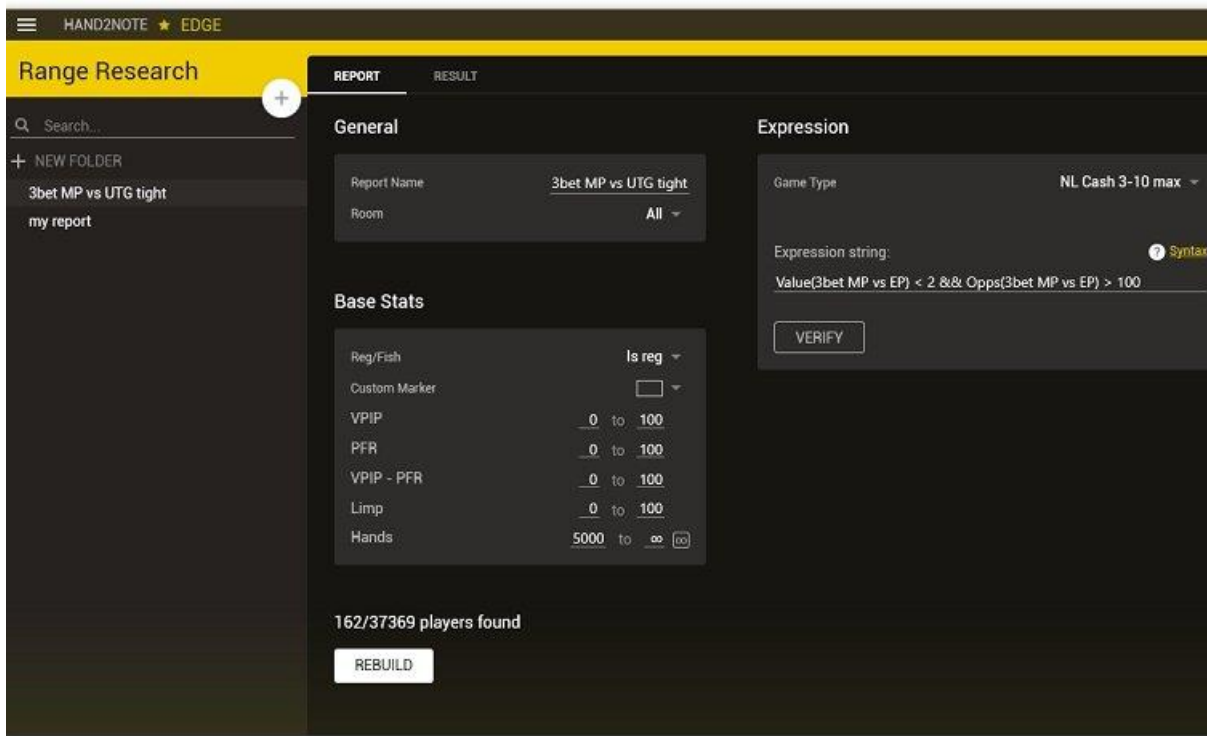 HAND2NOTE ★ EDGE
Range Research
+
Search...
+ NEW FOLDER
3bet MP vs UTG tight
my report
REPORT RESULT
General
Report Name 3bet MP vs UTG tight
Room All
Base Stats
Reg/Fish Is reg
Custom Marker
VPIP 0 to 100
PFR 0 to 100
VPIP - PFR 0 to 100
Limp 0 to 100
Hands 5000 to ∞ ∞
162/37369 players found
REBUILD
Expression
Game Type NL Cash 3-10 max
Expression string: ? Syntax
Value(3bet MP vs EP) < 2 && Opps(3bet MP vs EP) > 100
VERIFY